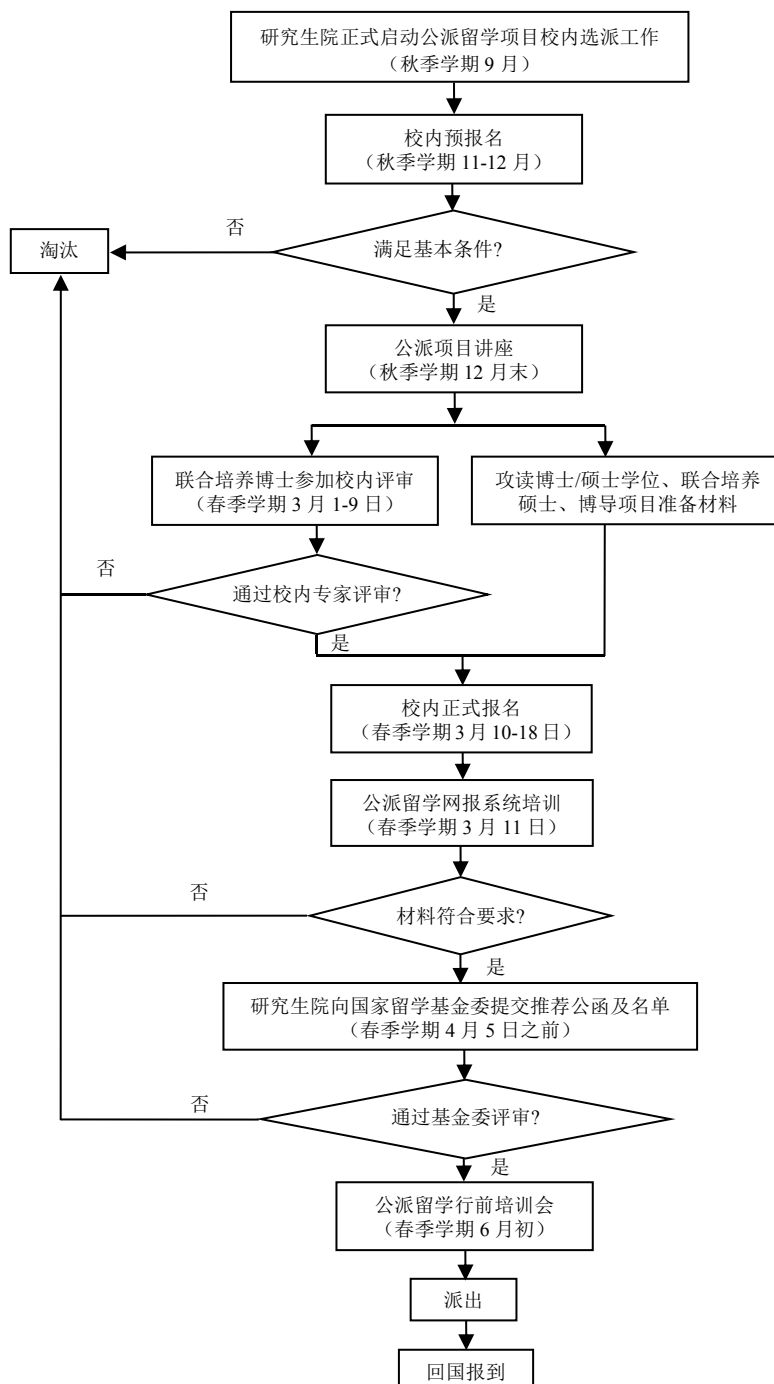 研究生院正式启动公派留学项目校内选派工作
（秋季学期 9 月）
校内预报名
（秋季学期 11-12 月）
否
淘汰
满足基本条件?
是
公派项目讲座
（秋季学期 12 月末）
联合培养博士参加校内评审
（春季学期 3 月 1-9 日）
攻读博士/硕士学位、联合培养
硕士、博导项目准备材料
否
通过校内专家评审?
是
校内正式报名
（春季学期 3 月 10-18 日）
公派留学网报系统培训
（春季学期 3 月 11 日）
否
材料符合要求?
是
研究生院向国家留学基金委提交推荐公函及名单
（春季学期 4 月 5 日之前）
否
通过基金委评审?
是
公派留学行前培训会
（春季学期 6 月初）
派出
回国报到